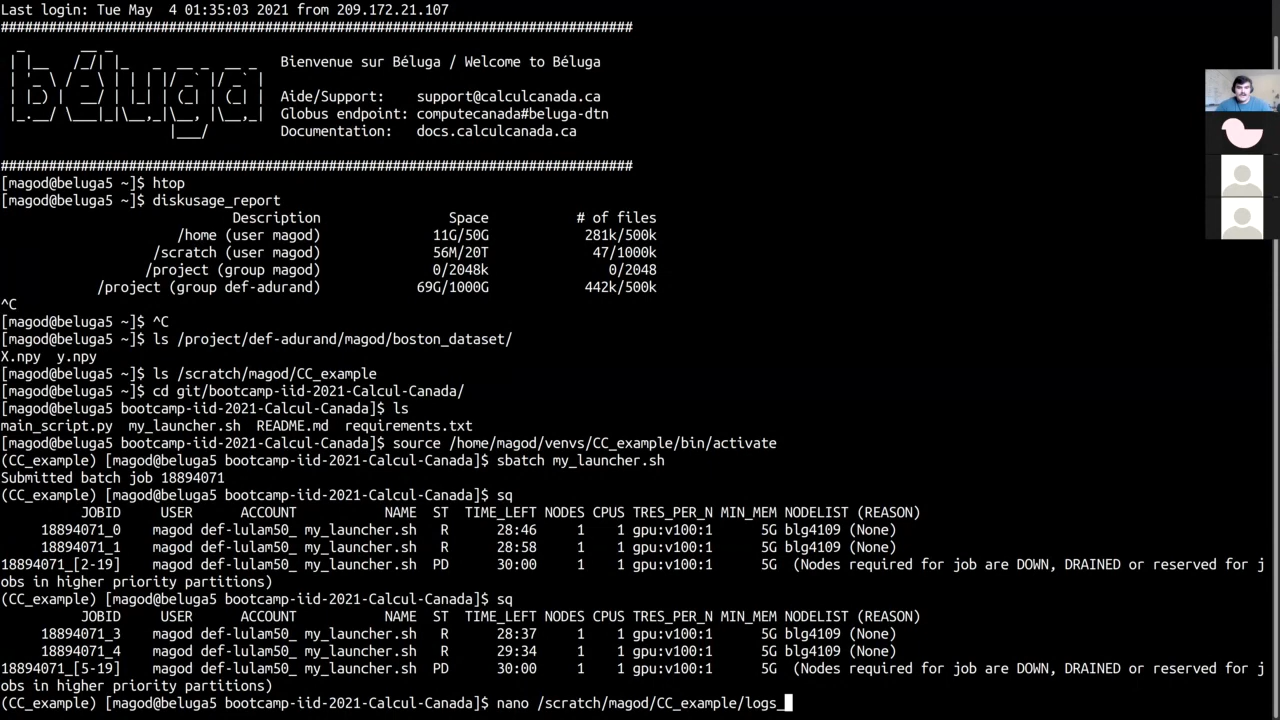 Last login: Tue May  4 01:35:03 2021 from 209.172.21.107
###############################################################################
béluga
Bienvenue sur Béluga / Welcome to Béluga
Aide/Support:    support@calculcanada.ca
Globus endpoint: computecanada#beluga-dtn
Documentation:   docs.calculcanada.ca
###############################################################################
[magod@beluga5 ~]$ htop
[magod@beluga5 ~]$ diskusage_report
Description                Space           # of files
/home (user magod)              11G/50G            281k/500k
/scratch (user magod)              56M/20T             47/1000k
/project (group magod)              0/2048k               0/2048
/project (group def-adurand)            69G/1000G            442k/500k
^C
[magod@beluga5 ~]$ ^C
[magod@beluga5 ~]$ ls /project/def-adurand/magod/boston_dataset/
X.npy  y.npy
[magod@beluga5 ~]$ ls /scratch/magod/CC_example
[magod@beluga5 ~]$ cd git/bootcamp-iid-2021-Calcul-Canada/
[magod@beluga5 bootcamp-iid-2021-Calcul-Canada]$ ls
main_script.py  my_launcher.sh  README.md  requirements.txt
[magod@beluga5 bootcamp-iid-2021-Calcul-Canada]$ source /home/magod/venvs/CC_example/bin/activate
(CC_example) [magod@beluga5 bootcamp-iid-2021-Calcul-Canada]$ sbatch my_launcher.sh
Submitted batch job 18894071
(CC_example) [magod@beluga5 bootcamp-iid-2021-Calcul-Canada]$ sq
JOBID     USER      ACCOUNT           NAME  ST  TIME_LEFT NODES CPUS TRES_PER_N MIN_MEM NODELIST (REASON)
18894071_0    magod def-lulam50_ my_launcher.sh   R      28:46     1    1 gpu:v100:1      5G blg4109 (None)
18894071_1    magod def-lulam50_ my_launcher.sh   R      28:58     1    1 gpu:v100:1      5G blg4109 (None)
18894071_[2-19]    magod def-lulam50_ my_launcher.sh  PD      30:00     1    1 gpu:v100:1      5G  (Nodes required for job are DOWN, DRAINED or reserved for j
obs in higher priority partitions)
(CC_example) [magod@beluga5 bootcamp-iid-2021-Calcul-Canada]$ sq
JOBID     USER      ACCOUNT           NAME  ST  TIME_LEFT NODES CPUS TRES_PER_N MIN_MEM NODELIST (REASON)
18894071_3    magod def-lulam50_ my_launcher.sh   R      28:37     1    1 gpu:v100:1      5G blg4109 (None)
18894071_4    magod def-lulam50_ my_launcher.sh   R      29:34     1    1 gpu:v100:1      5G blg4109 (None)
18894071_[5-19]    magod def-lulam50_ my_launcher.sh  PD      30:00     1    1 gpu:v100:1      5G  (Nodes required for job are DOWN, DRAINED or reserved for j
obs in higher priority partitions)
(CC_example) [magod@beluga5 bootcamp-iid-2021-Calcul-Canada]$ nano /scratch/magod/CC_example/logs_